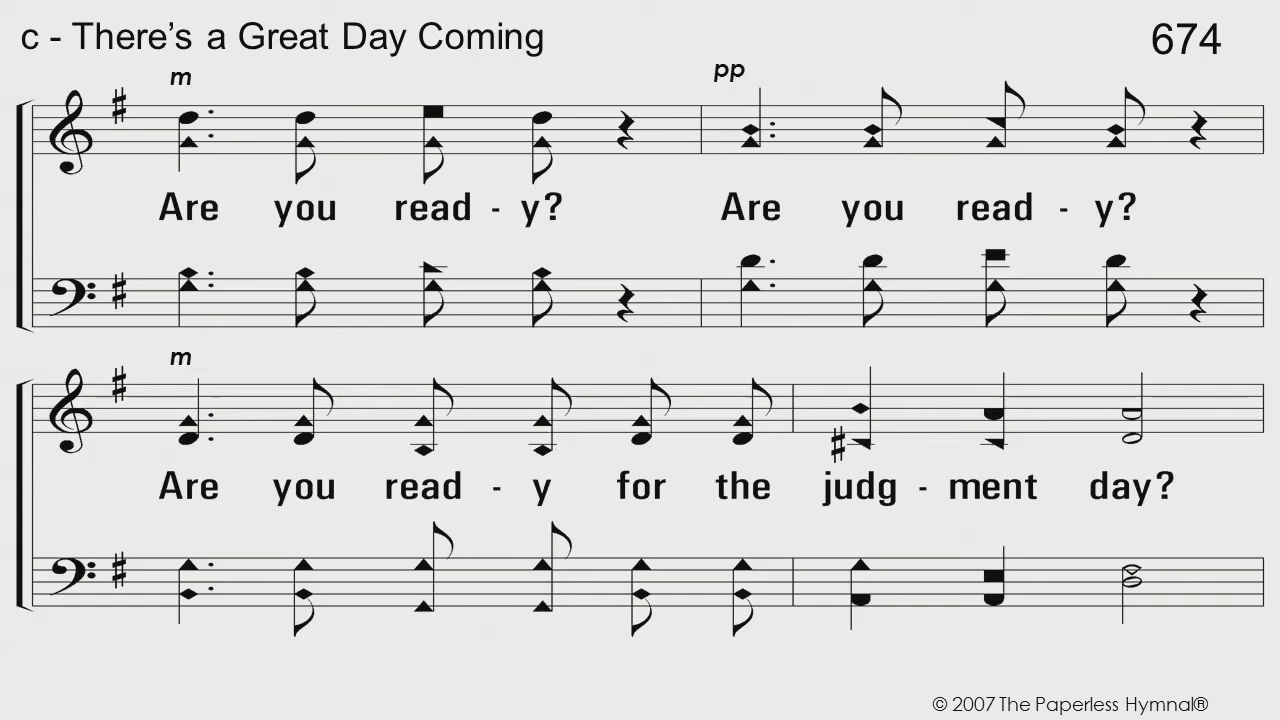 c - There's a Great Day Coming 674
m pp
Are you read - y? Are you read - y?
m
Are you read - y for the judg - ment day?
© 2007 The Paperless Hymnal®